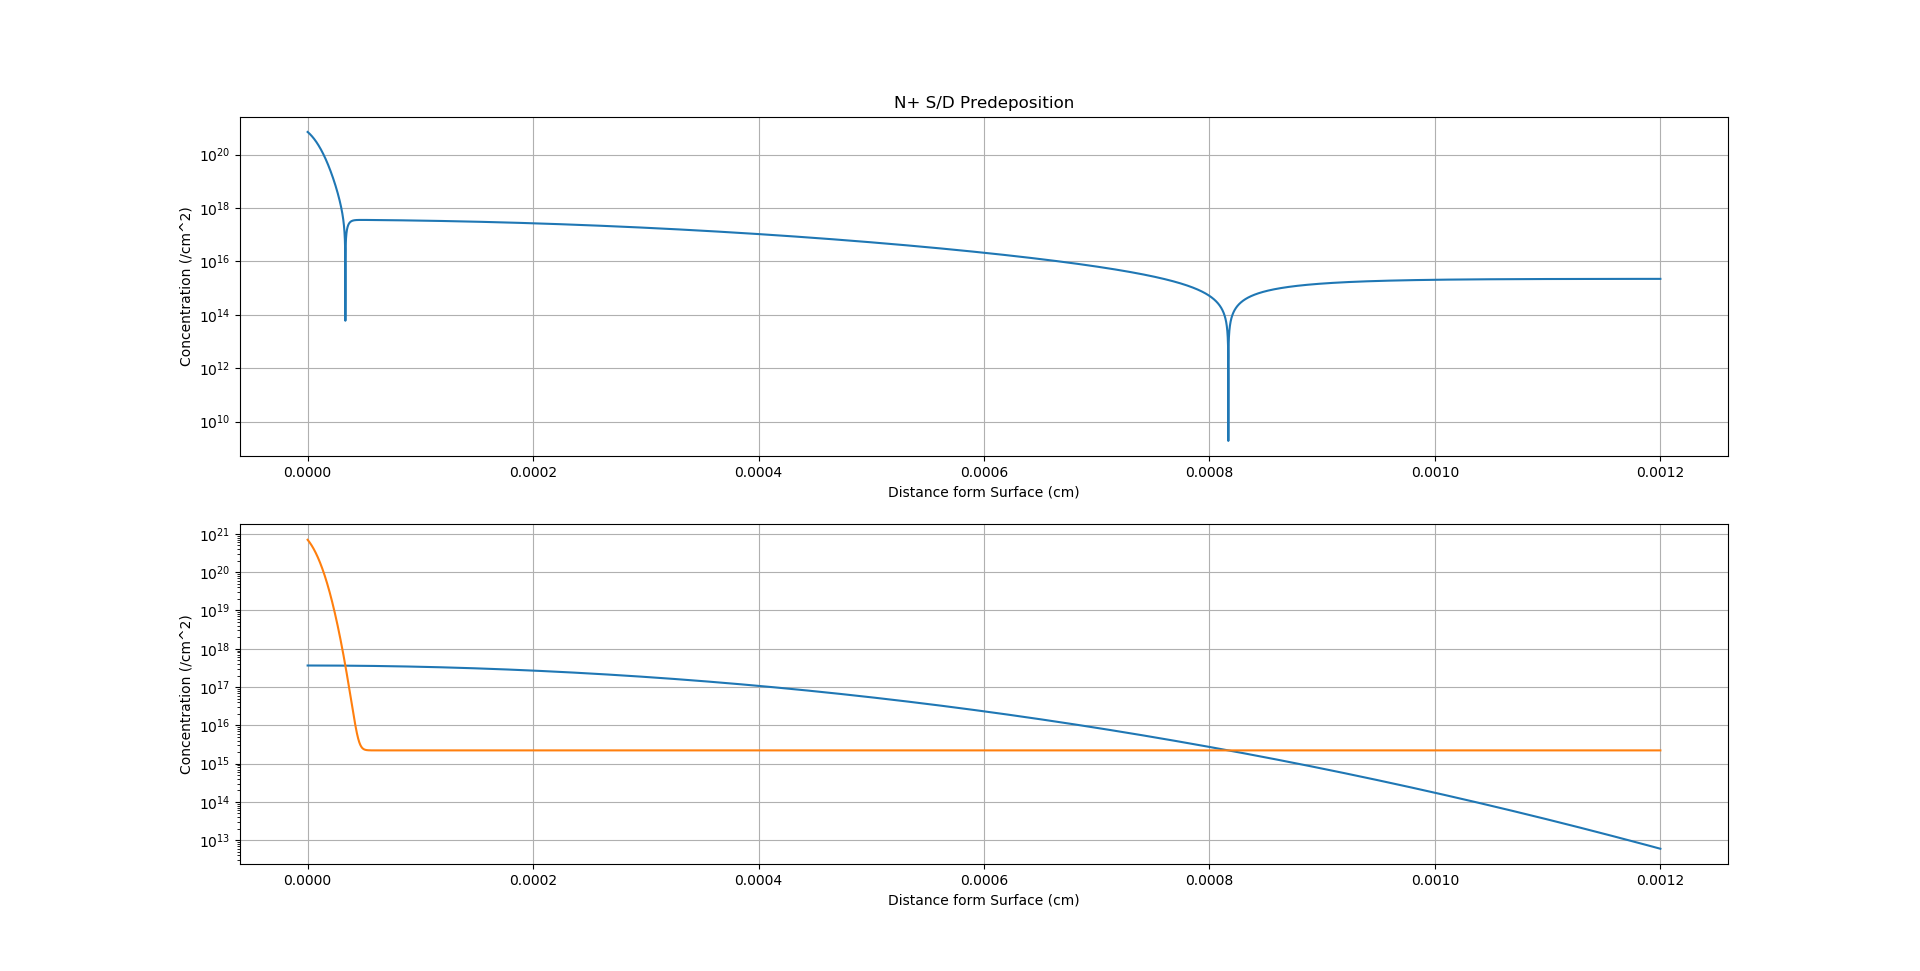 N+ S/D Predeposition
Concentration (/cm^2)
10^20
10^18
10^16
10^14
10^12
10^10
0.0000 0.0002 0.0004 0.0006 0.0008 0.0010 0.0012
Distance form Surface (cm)
Concentration (/cm^2)
10^21
10^20
10^19
10^18
10^17
10^16
10^15
10^14
10^13
0.0000 0.0002 0.0004 0.0006 0.0008 0.0010 0.0012
Distance form Surface (cm)